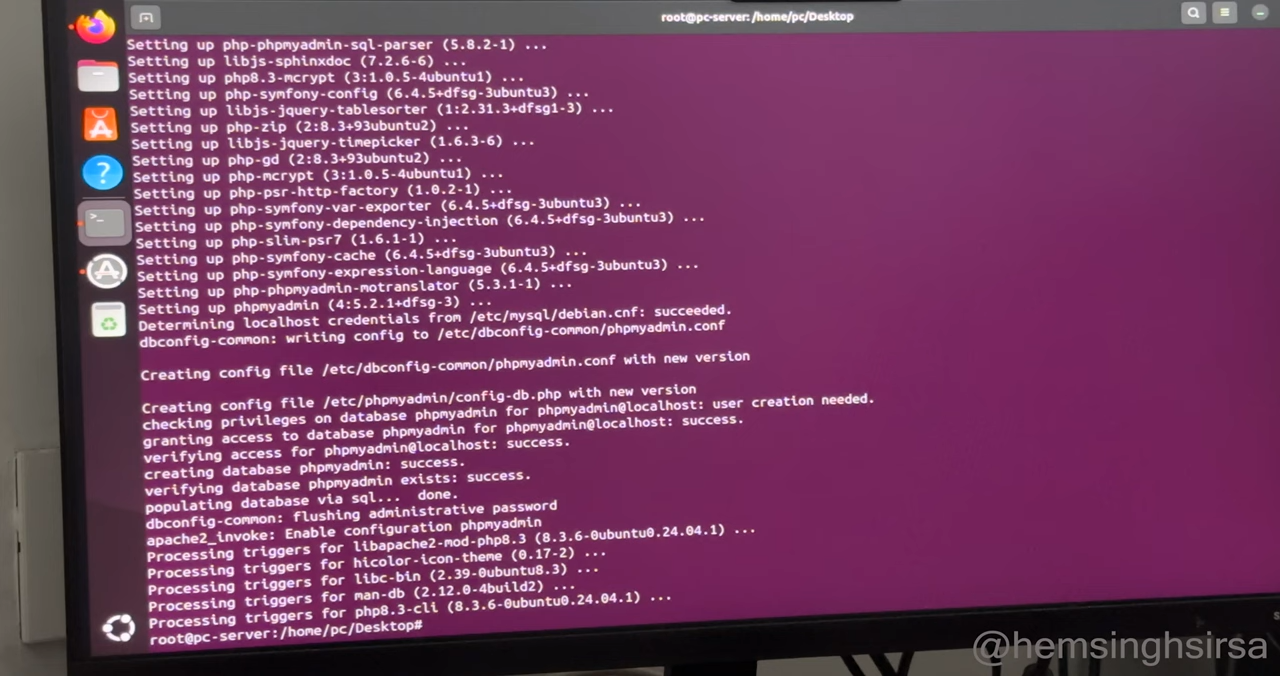 root@pc-server: /home/pc/Desktop
Setting up php-phpmyadmin-sql-parser (5.8.2-1) ...
Setting up libjs-sphinxdoc (7.2.6-6) ...
Setting up php8.3-mcrypt (3:1.0.5-4ubuntu1) ...
Setting up php-symfony-config (6.4.5+dfsg-3ubuntu3) ...
Setting up libjs-jquery-tablesorter (1:2.31.3+dfsg1-3) ...
Setting up php-zip (2:8.3+93ubuntu2) ...
Setting up libjs-jquery-timepicker (1.6.3-6) ...
Setting up php-gd (2:8.3+93ubuntu2) ...
Setting up php-mcrypt (3:1.0.5-4ubuntu1) ...
Setting up php-psr-http-factory (1.0.2-1) ...
Setting up php-symfony-var-exporter (6.4.5+dfsg-3ubuntu3) ...
Setting up php-symfony-dependency-injection (6.4.5+dfsg-3ubuntu3) ...
Setting up php-slim-psr7 (1.6.1-1) ...
Setting up php-symfony-cache (6.4.5+dfsg-3ubuntu3) ...
Setting up php-symfony-expression-language (6.4.5+dfsg-3ubuntu3) ...
Setting up php-phpmyadmin-motranslator (5.3.1-1) ...
Setting up phpmyadmin (4:5.2.1+dfsg-3) ...
Determining localhost credentials from /etc/mysql/debian.cnf: succeeded.
dbconfig-common: writing config to /etc/dbconfig-common/phpmyadmin.conf
Creating config file /etc/dbconfig-common/phpmyadmin.conf with new version
Creating config file /etc/phpmyadmin/config-db.php with new version
checking privileges on database phpmyadmin for phpmyadmin@localhost: user creation needed.
granting access to database phpmyadmin for phpmyadmin@localhost: success.
verifying access for phpmyadmin@localhost: success.
creating database phpmyadmin: success.
verifying database phpmyadmin exists: success.
populating database via sql...  done.
dbconfig-common: flushing administrative password
apache2_invoke: Enable configuration phpmyadmin
Processing triggers for libapache2-mod-php8.3 (8.3.6-0ubuntu0.24.04.1) ...
Processing triggers for hicolor-icon-theme (0.17-2) ...
Processing triggers for libc-bin (2.39-0ubuntu8.3) ...
Processing triggers for man-db (2.12.0-4build2) ...
Processing triggers for php8.3-cli (8.3.6-0ubuntu0.24.04.1) ...
root@pc-server:/home/pc/Desktop#
@hemsinghsirsa